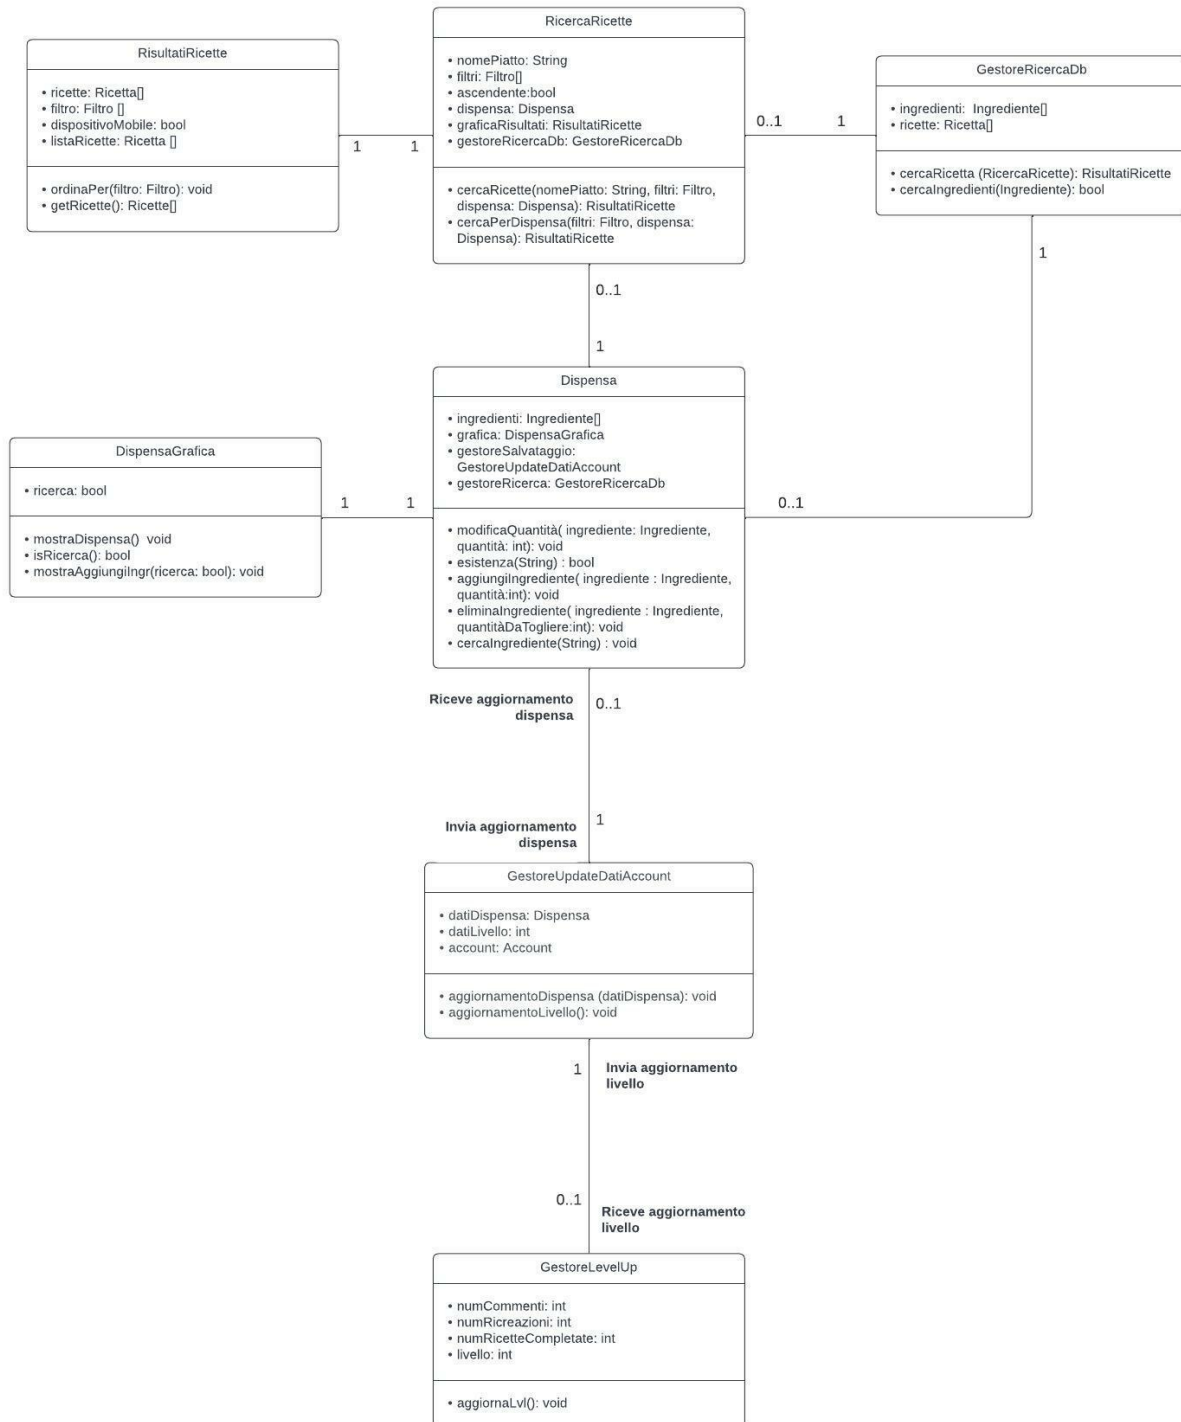 RicercaRicette
• nomePiatto: String
• filtri: Filtro[]
• ascendente:bool
• dispensa: Dispensa
• graficaRisultati: RisultatiRicette
• gestoreRicercaDb: GestoreRicercaDb
• cercaRicette(nomePiatto: String, filtri: Filtro,
dispensa: Dispensa): RisultatiRicette
• cercaPerDispensa(filtri: Filtro, dispensa:
Dispensa): RisultatiRicette
RisultatiRicette
• ricette: Ricetta[]
• filtro: Filtro []
• dispositivoMobile: bool
• listaRicette: Ricetta []
• ordinaPer(filtro: Filtro): void
• getRicette(): Ricette[]
1
1
GestoreRicercaDb
• ingredienti: Ingrediente[]
• ricette: Ricetta[]
• cercaRicetta (RicercaRicette): RisultatiRicette
• cercaIngredienti(Ingrediente): bool
0..1
1
1
0..1
1
Dispensa
• ingredienti: Ingrediente[]
• grafica: DispensaGrafica
• gestoreSalvataggio:
GestoreUpdateDatiAccount
• gestoreRicerca: GestoreRicercaDb
• modificaQuantità( ingrediente: Ingrediente,
quantità: int): void
• esistenza(String) : bool
• aggiungiIngrediente( ingrediente : Ingrediente,
quantità:int): void
• eliminaIngrediente( ingrediente : Ingrediente,
quantitàDaTogliere:int): void
• cercaIngrediente(String) : void
DispensaGrafica
• ricerca: bool
• mostraDispensa() void
• isRicerca(): bool
• mostraAggiungiIngr(ricerca: bool): void
1
1
0..1
Riceve aggiornamento
dispensa
0..1
Invia aggiornamento
dispensa
1
GestoreUpdateDatiAccount
• datiDispensa: Dispensa
• datiLivello: int
• account: Account
• aggiornamentoDispensa (datiDispensa): void
• aggiornamentoLivello(): void
1
Invia aggiornamento
livello
0..1
Riceve aggiornamento
livello
GestoreLevelUp
• numCommenti: int
• numRicreazioni: int
• numRicetteCompletate: int
• livello: int
• aggiornaLvl(): void